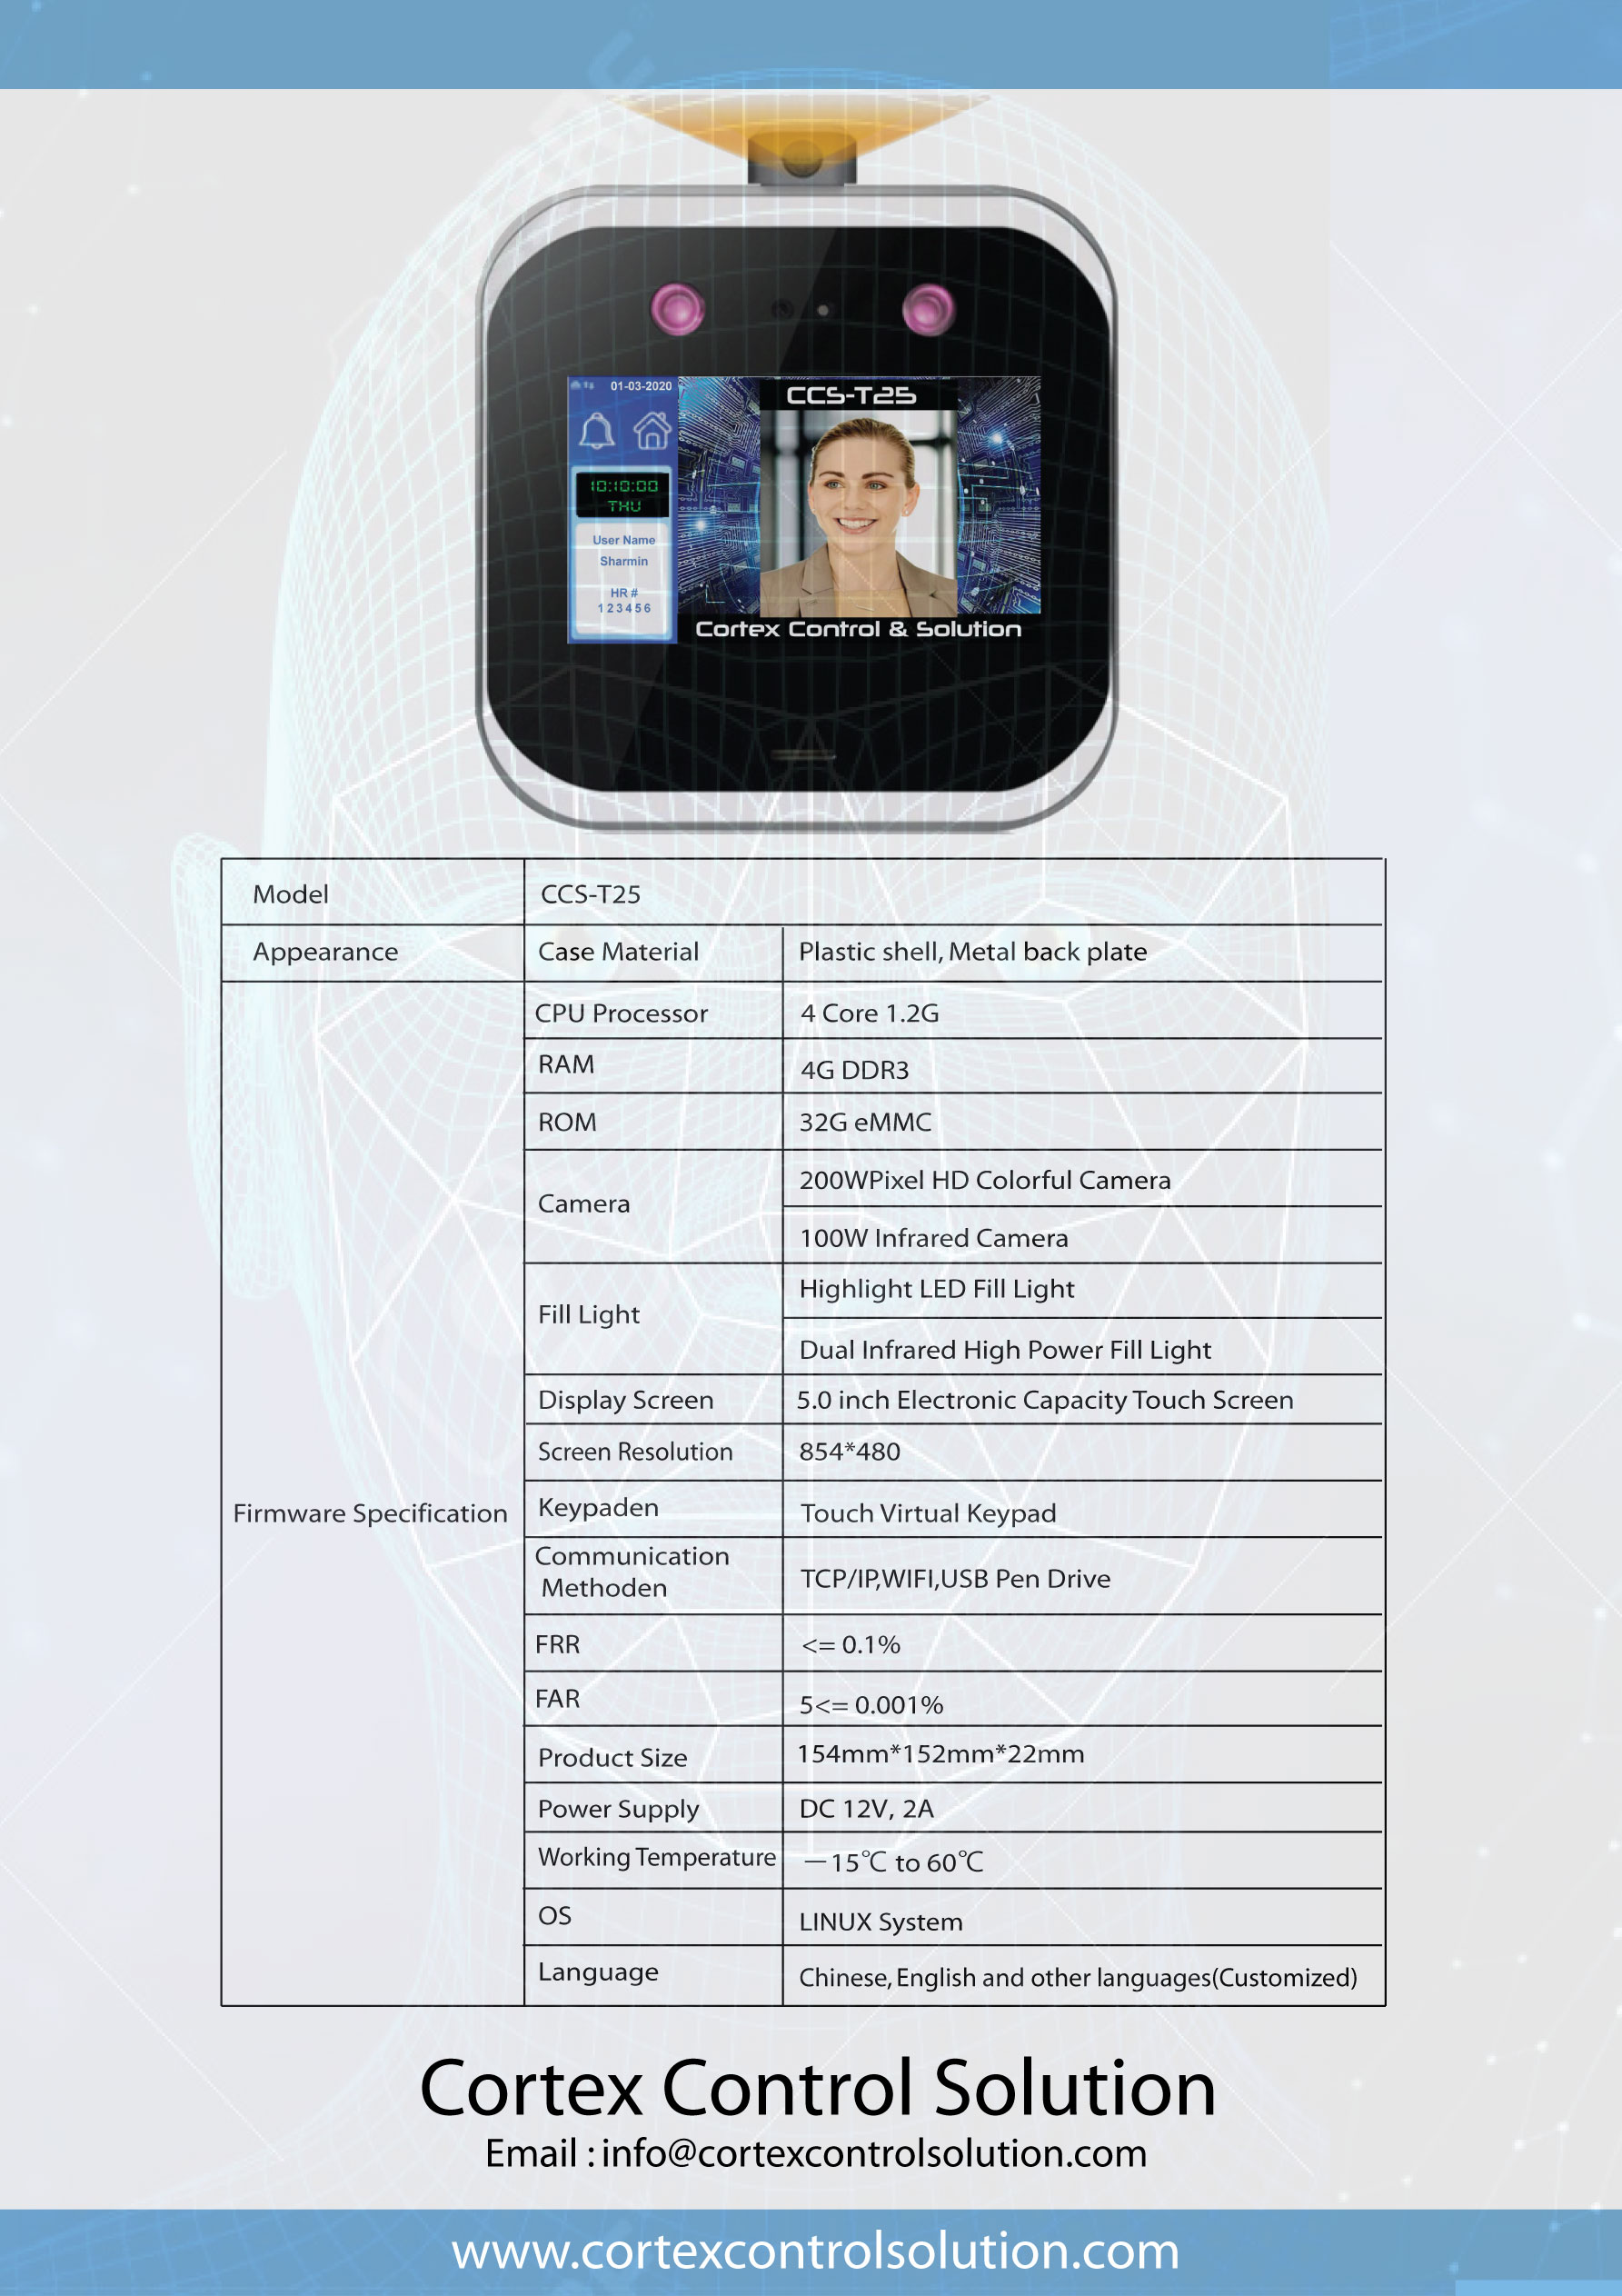 01-03-2020
CCS-T25
10:10:00
THU
User Name
Sharmin
HR #
123456
Cortex Control & Solution
Model CCS-T25
Appearance Case Material Plastic shell, Metal back plate
Firmware Specification
CPU Processor 4 Core 1.2G
RAM 4G DDR3
ROM 32G eMMC
Camera
200WPixel HD Colorful Camera
100W Infrared Camera
Fill Light
Highlight LED Fill Light
Dual Infrared High Power Fill Light
Display Screen 5.0 inch Electronic Capacity Touch Screen
Screen Resolution 854*480
Keypaden Touch Virtual Keypad
Communication
Methoden
TCP/IP,WIFI,USB Pen Drive
FRR <= 0.1%
FAR 5<= 0.001%
Product Size 154mm*152mm*22mm
Power Supply DC 12V, 2A
Working Temperature —15℃ to 60℃
OS LINUX System
Language Chinese, English and other languages(Customized)
Cortex Control Solution
Email : info@cortexcontrolsolution.com
www.cortexcontrolsolution.com